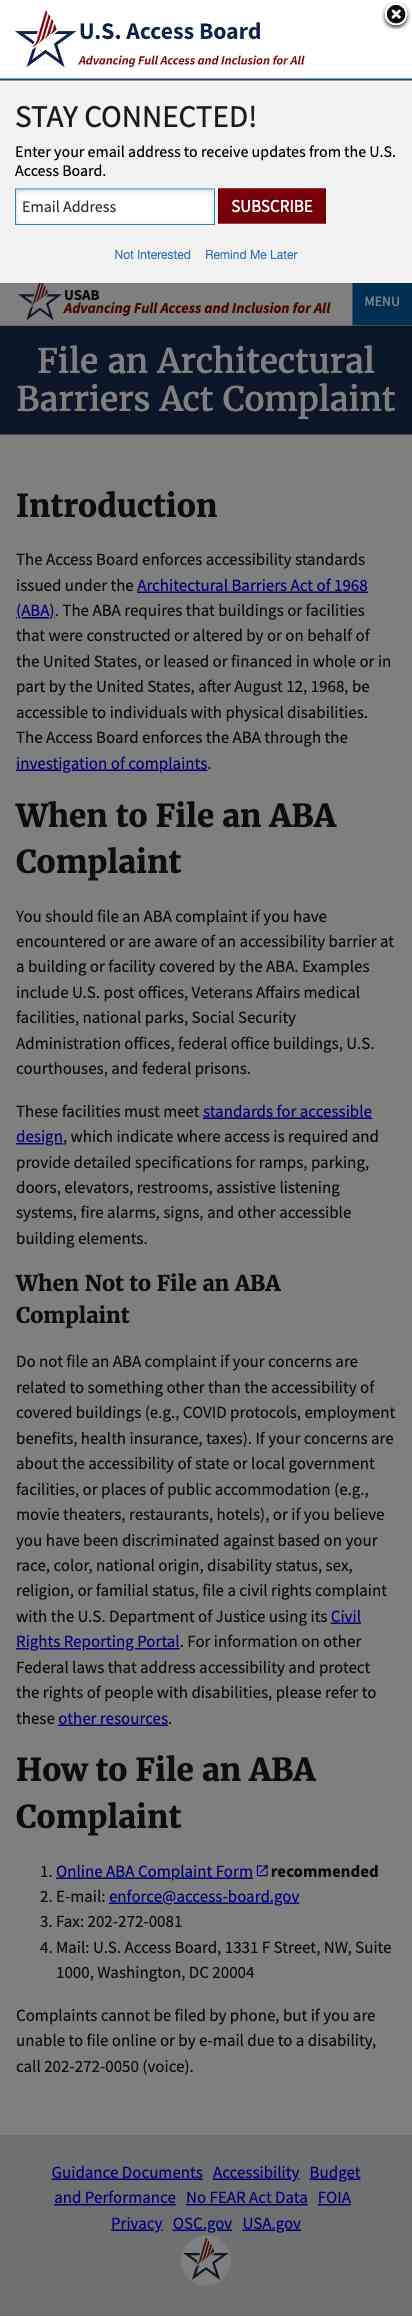 U.S. Access Board
Advancing Full Access and Inclusion for All
STAY CONNECTED!
Enter your email address to receive updates from the U.S.
Access Board.
Email Address
SUBSCRIBE
Not Interested Remind Me Later
USAB
Advancing Full Access and Inclusion for All
MENU
File an Architectural
Barriers Act Complaint
Introduction
The Access Board enforces accessibility standards
issued under the Architectural Barriers Act of 1968
(ABA). The ABA requires that buildings or facilities
that were constructed or altered by or on behalf of
the United States, or leased or financed in whole or in
part by the United States, after August 12, 1968, be
accessible to individuals with physical disabilities.
The Access Board enforces the ABA through the
investigation of complaints.
When to File an ABA
Complaint
You should file an ABA complaint if you have
encountered or are aware of an accessibility barrier at
a building or facility covered by the ABA. Examples
include U.S. post offices, Veterans Affairs medical
facilities, national parks, Social Security
Administration offices, federal office buildings, U.S.
courthouses, and federal prisons.
These facilities must meet standards for accessible
design, which indicate where access is required and
provide detailed specifications for ramps, parking,
doors, elevators, restrooms, assistive listening
systems, fire alarms, signs, and other accessible
building elements.
When Not to File an ABA
Complaint
Do not file an ABA complaint if your concerns are
related to something other than the accessibility of
covered buildings (e.g., COVID protocols, employment
benefits, health insurance, taxes). If your concerns are
about the accessibility of state or local government
facilities, or places of public accommodation (e.g.,
movie theaters, restaurants, hotels), or if you believe
you have been discriminated against based on your
race, color, national origin, disability status, sex,
religion, or familial status, file a civil rights complaint
with the U.S. Department of Justice using its Civil
Rights Reporting Portal. For information on other
Federal laws that address accessibility and protect
the rights of people with disabilities, please refer to
these other resources.
How to File an ABA
Complaint
1. Online ABA Complaint Form recommended
2. E-mail: enforce@access-board.gov
3. Fax: 202-272-0081
4. Mail: U.S. Access Board, 1331 F Street, NW, Suite
1000, Washington, DC 20004
Complaints cannot be filed by phone, but if you are
unable to file online or by e-mail due to a disability,
call 202-272-0050 (voice).
Guidance Documents Accessibility Budget
and Performance No FEAR Act Data FOIA
Privacy OSC.gov USA.gov